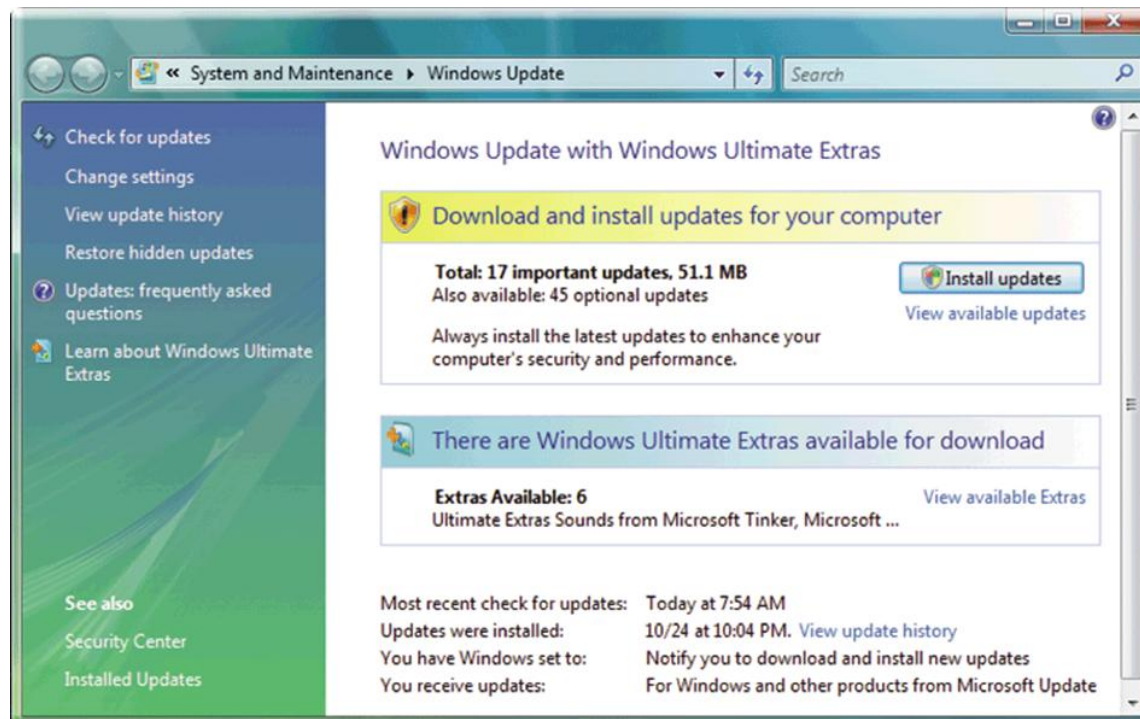 « System and Maintenance ▸ Windows Update
Search
Check for updates
Change settings
View update history
Restore hidden updates
Updates: frequently asked
questions
Learn about Windows Ultimate
Extras
See also
Security Center
Installed Updates
Windows Update with Windows Ultimate Extras
Download and install updates for your computer
Total: 17 important updates, 51.1 MB
Also available: 45 optional updates
Always install the latest updates to enhance your
computer's security and performance.
Install updates
View available updates
There are Windows Ultimate Extras available for download
Extras Available: 6
View available Extras
Ultimate Extras Sounds from Microsoft Tinker, Microsoft ...
Most recent check for updates: Today at 7:54 AM
Updates were installed: 10/24 at 10:04 PM. View update history
You have Windows set to: Notify you to download and install new updates
You receive updates: For Windows and other products from Microsoft Update